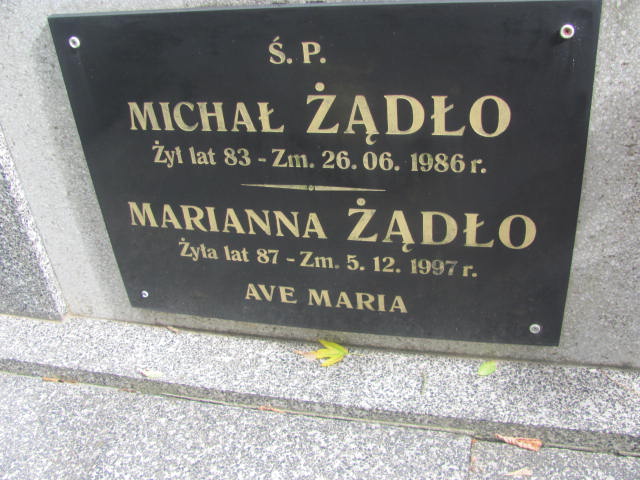 Ś. P.
MICHAŁ ŻĄDŁO
Żył lat 83 - Zm. 26. 06. 1986 r.
MARIANNA ŻĄDŁO
Żyła lat 87 - Zm. 5. 12. 1997 r.
AVE MARIA